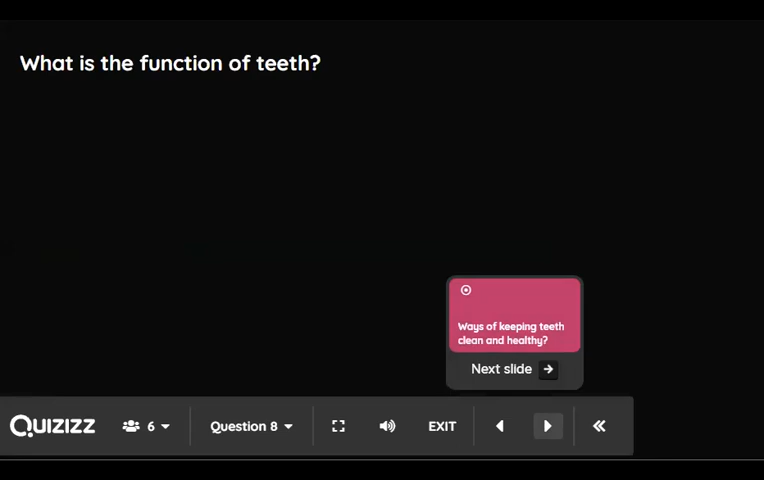 What is the function of teeth?
Ways of keeping teeth
clean and healthy?
Next slide
QUIZIZZ 6 Question 8 EXIT